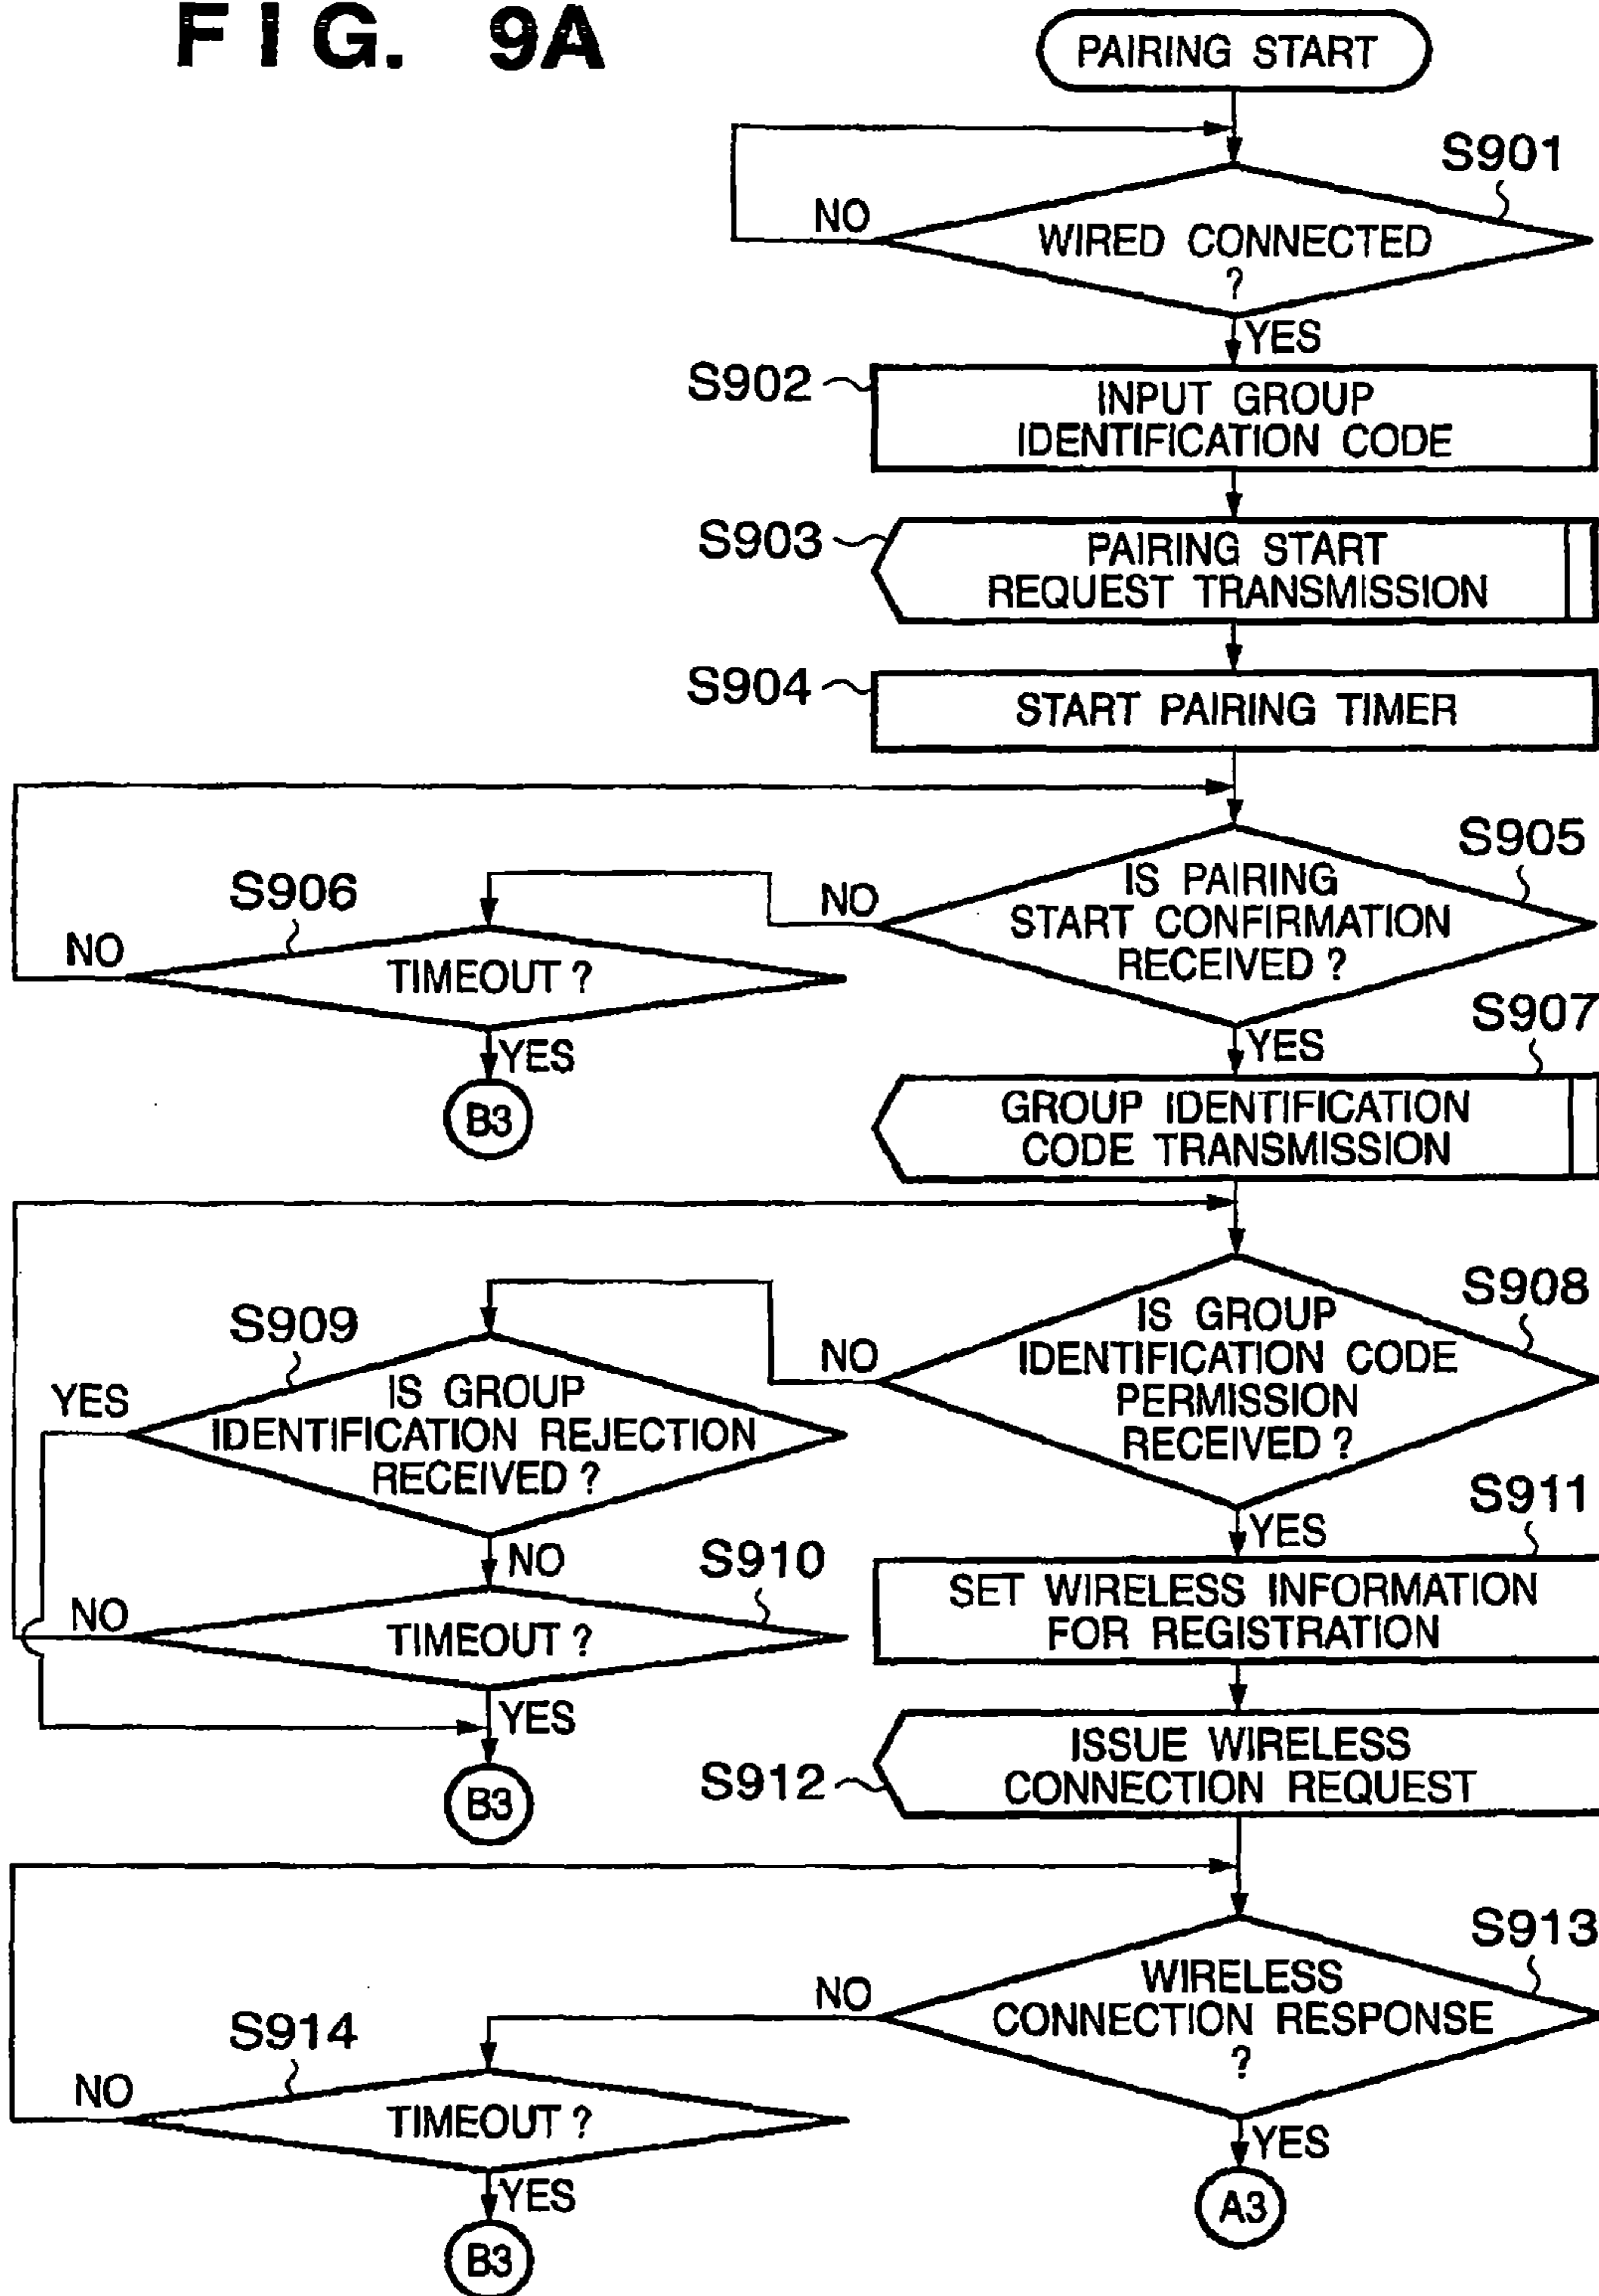 FIG. 9A
PAIRING START
S901
NO
WIRED CONNECTED
?
YES
S902
INPUT GROUP
IDENTIFICATION CODE
S903
PAIRING START
REQUEST TRANSMISSION
S904
START PAIRING TIMER
S905
IS PAIRING
START CONFIRMATION
RECEIVED ?
NO
S906
NO
TIMEOUT ?
YES
B3
YES
S907
GROUP IDENTIFICATION
CODE TRANSMISSION
S908
IS GROUP
IDENTIFICATION CODE
PERMISSION
RECEIVED ?
NO
S909
YES
IS GROUP
IDENTIFICATION REJECTION
RECEIVED ?
NO
S910
NO
TIMEOUT ?
YES
B3
YES
S911
SET WIRELESS INFORMATION
FOR REGISTRATION
S912
ISSUE WIRELESS
CONNECTION REQUEST
S913
WIRELESS
CONNECTION RESPONSE
?
NO
S914
NO
TIMEOUT ?
YES
B3
YES
A3